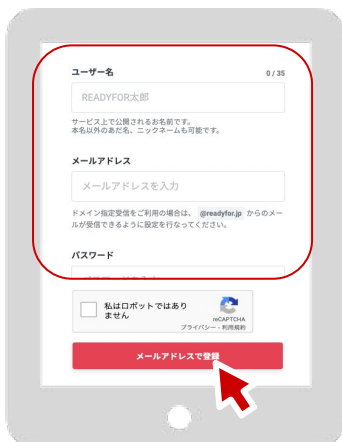 ユーザー名 0 / 35
READYFOR太郎
サービス上で公開されるお名前です。
本名以外のあだ名、ニックネームも可能です。
メールアドレス
メールアドレスを入力
ドメイン指定受信をご利用の場合は、 @readyfor.jp からのメー
ルが受信できるように設定を行なってください。
パスワード
私はロボットではあり
ません
reCAPTCHA
プライバシー - 利用規約
メールアドレスで登録